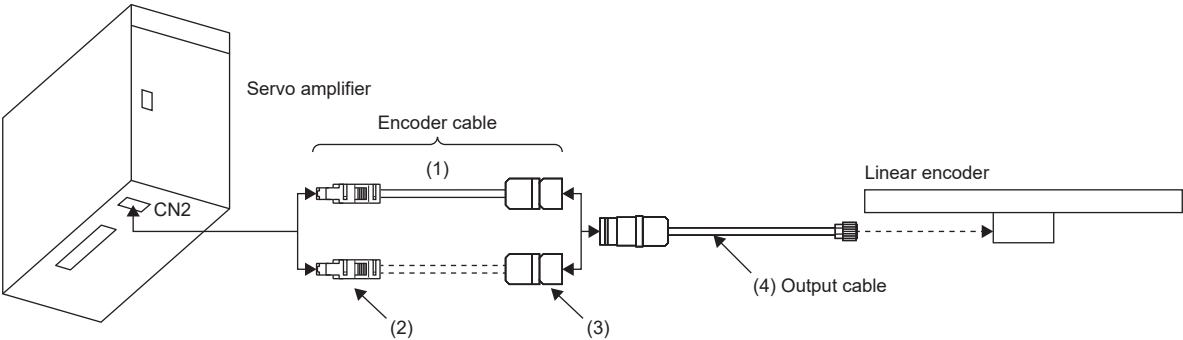 Servo amplifier
Encoder cable
(1)
Linear encoder
CN2
(4) Output cable
(2)
(3)